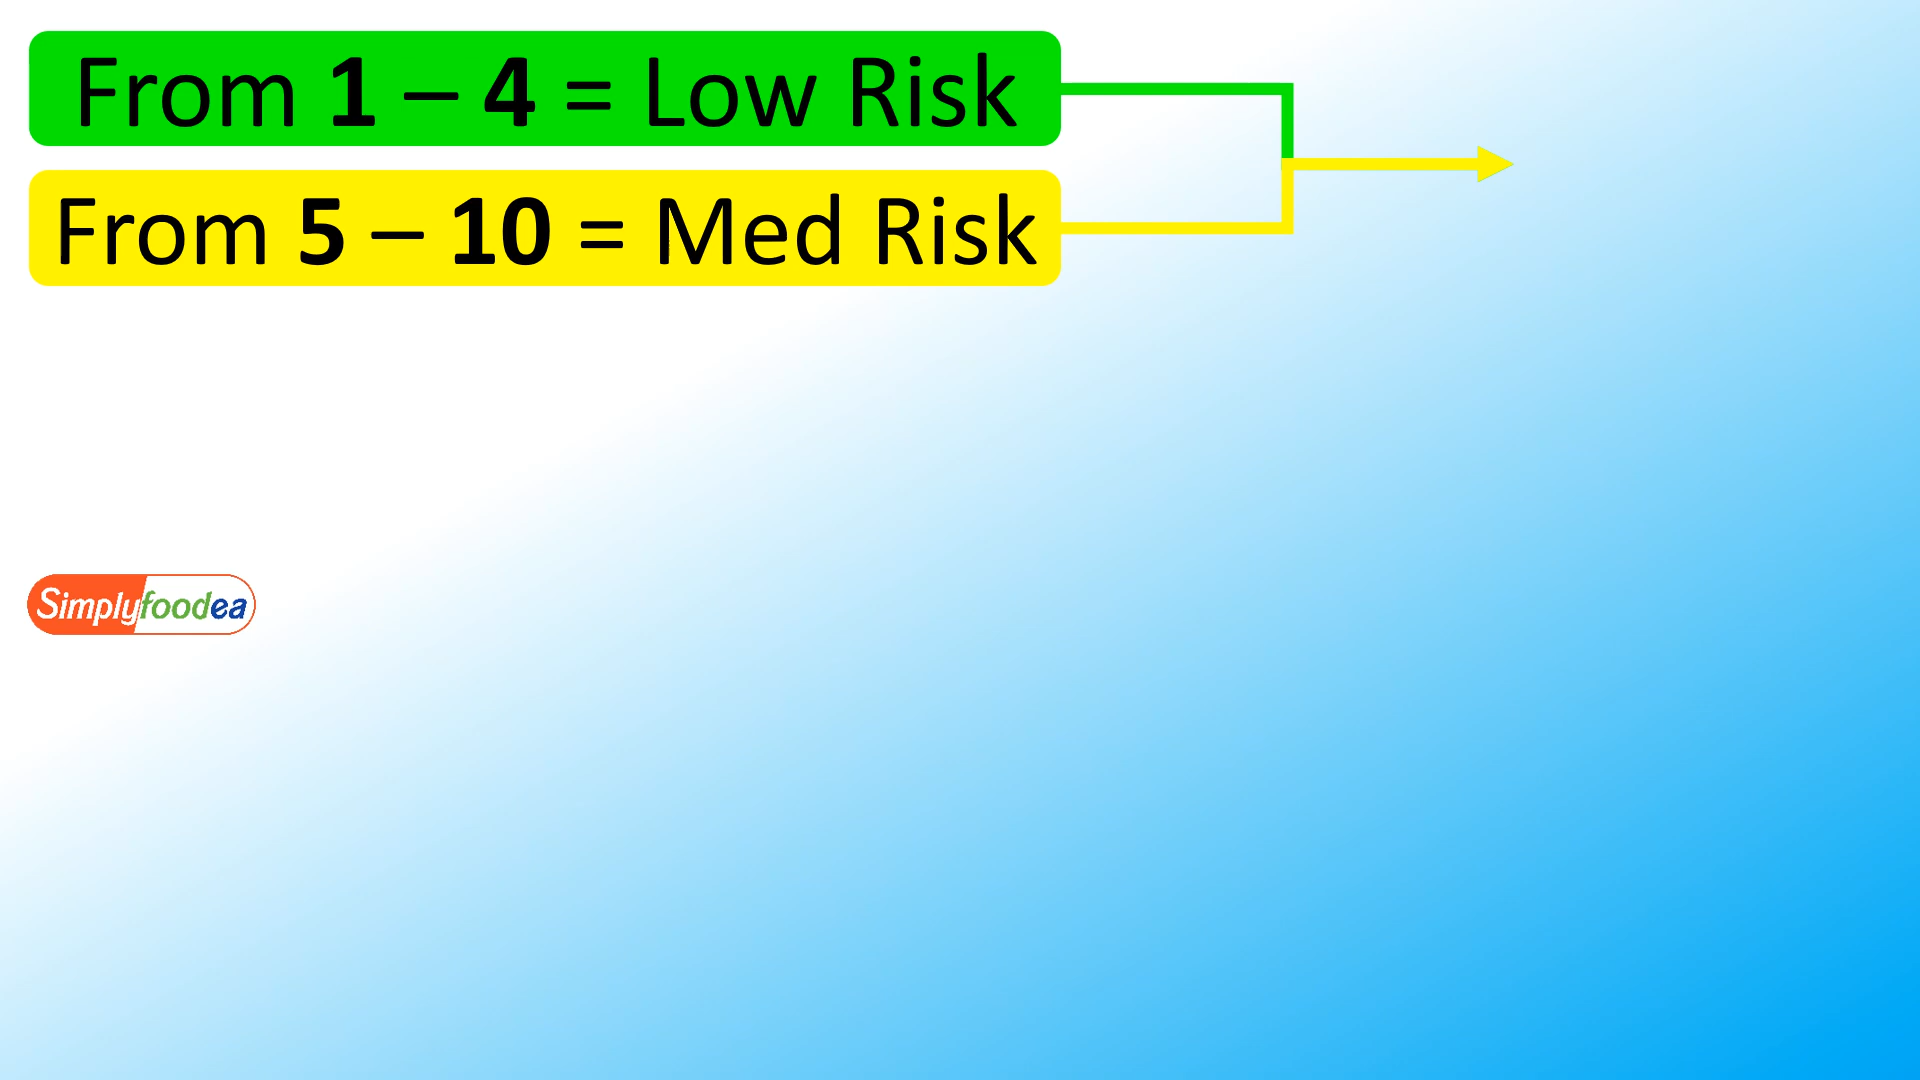 From 1 – 4 = Low Risk
From 5 – 10 = Med Risk
Simplyfoodea